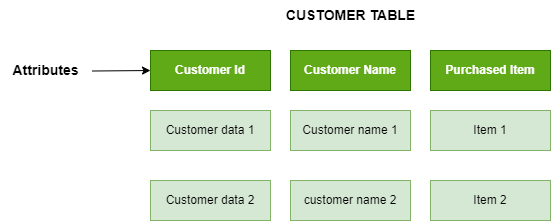 CUSTOMER TABLE
Attributes
Customer Id
Customer Name
Purchased Item
Customer data 1
Customer name 1
Item 1
Customer data 2
customer name 2
Item 2